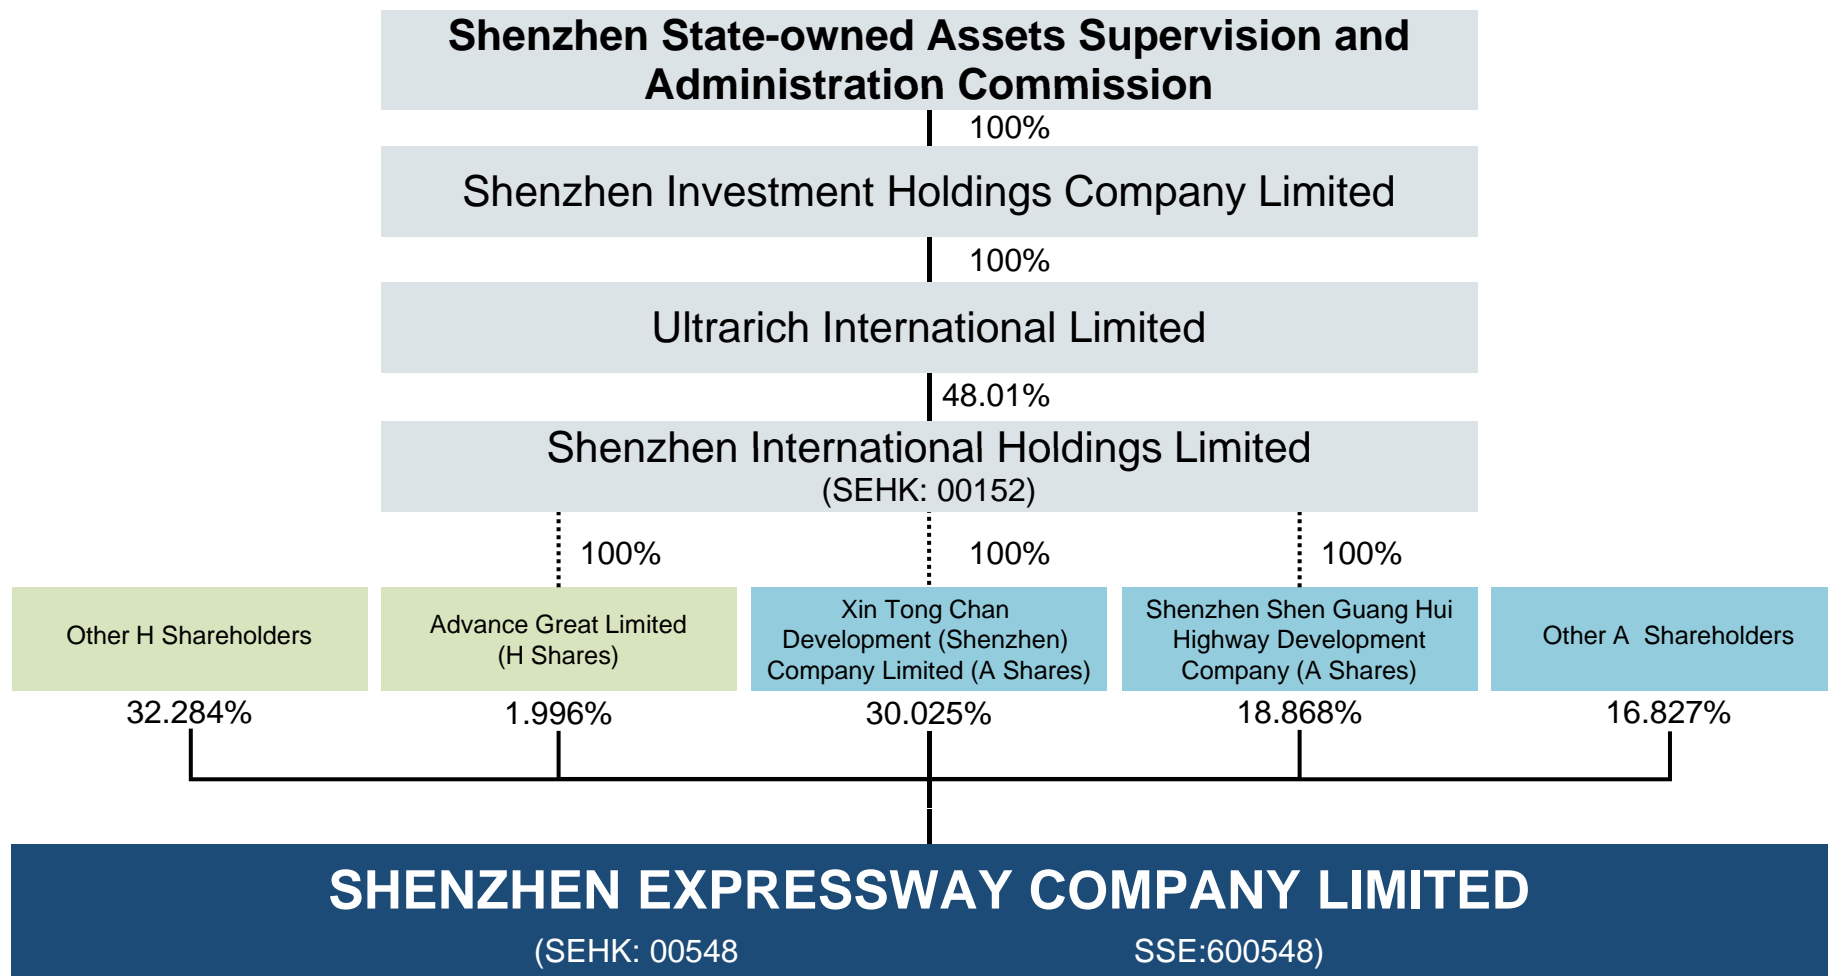 Shenzhen State-owned Assets Supervision and
Administration Commission
100%
Shenzhen Investment Holdings Company Limited
100%
Ultrarich International Limited
48.01%
Shenzhen International Holdings Limited
(SEHK: 00152)
100%
100%
100%
Other H Shareholders
Advance Great Limited
(H Shares)
Xin Tong Chan
Development (Shenzhen)
Company Limited (A Shares)
Shenzhen Shen Guang Hui
Highway Development
Company (A Shares)
Other A  Shareholders
32.284%
1.996%
30.025%
18.868%
16.827%
SHENZHEN EXPRESSWAY COMPANY LIMITED
(SEHK: 00548 SSE:600548)